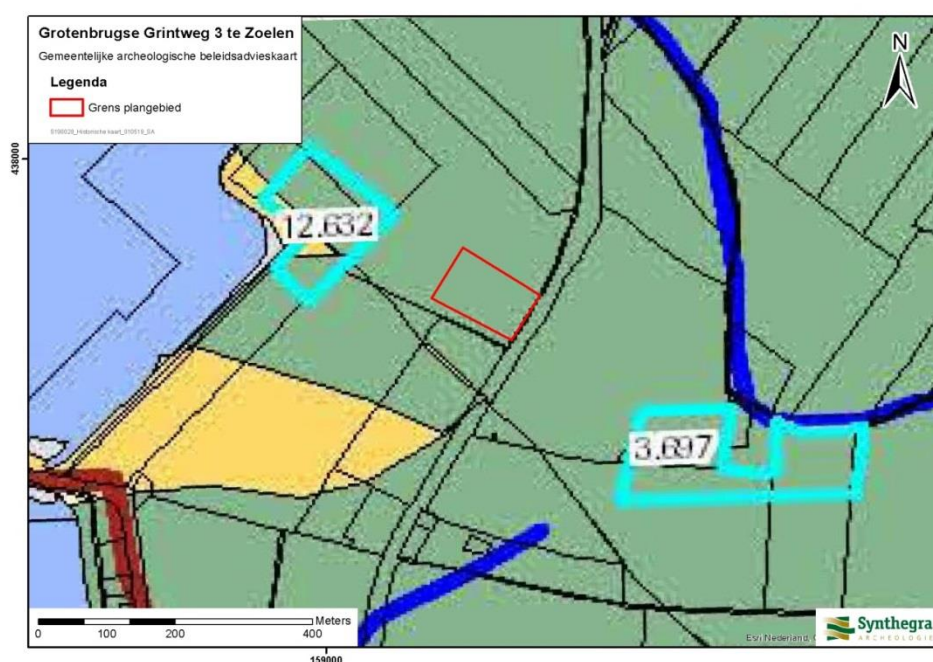 Grotenbrugse Grintweg 3 te Zoelen
Gemeentelijke archeologische beleidsadvieskaart
Legenda
Grens plangebied
N
438000
12.632
3.697
0 100 200 400 Meters
159000
Esri Nederland,
Synthegra
ARCHEOLOGIE